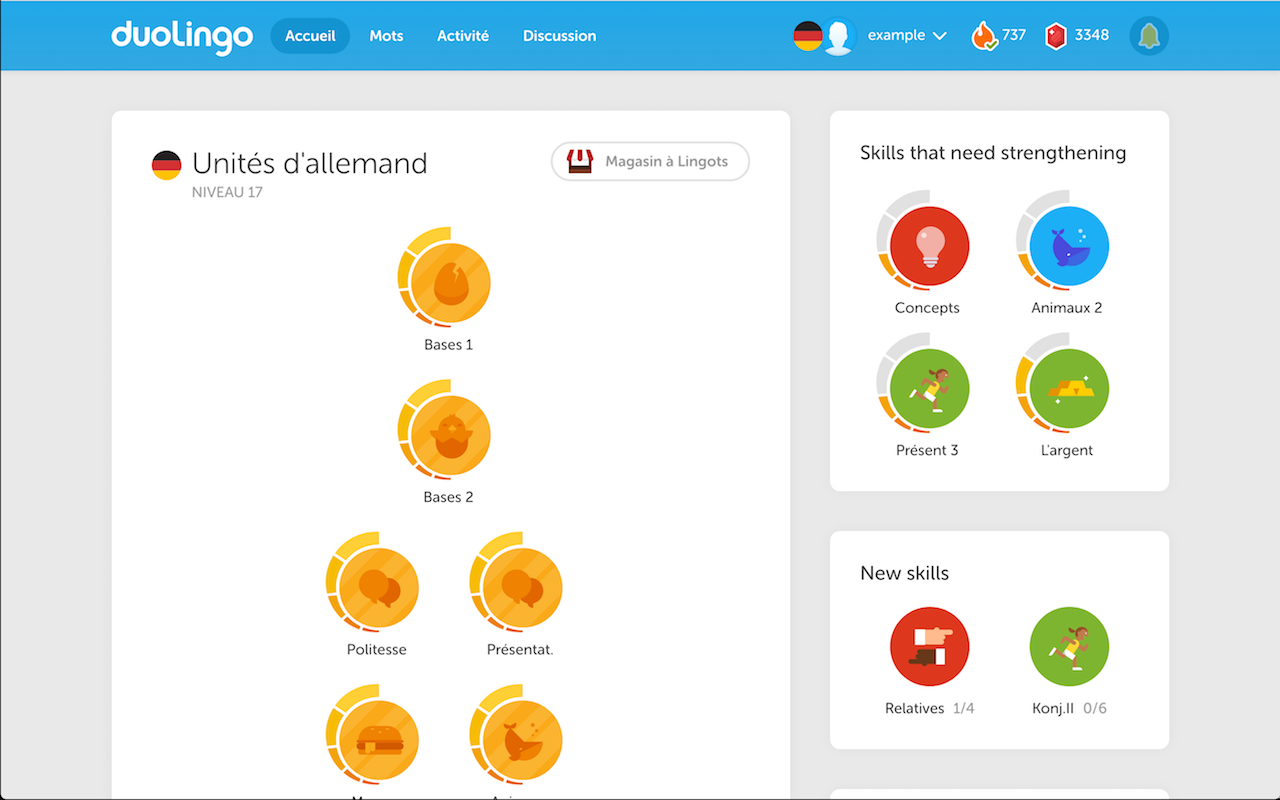 duolingo
Accueil
Mots
Activité
Discussion
example
737
3348
Unités d'allemand
NIVEAU 17
Magasin à Lingots
Bases 1
Bases 2
Politesse
Présentat.
Skills that need strengthening
Concepts
Animaux 2
Présent 3
L'argent
New skills
Relatives 1/4
Konj.II 0/6